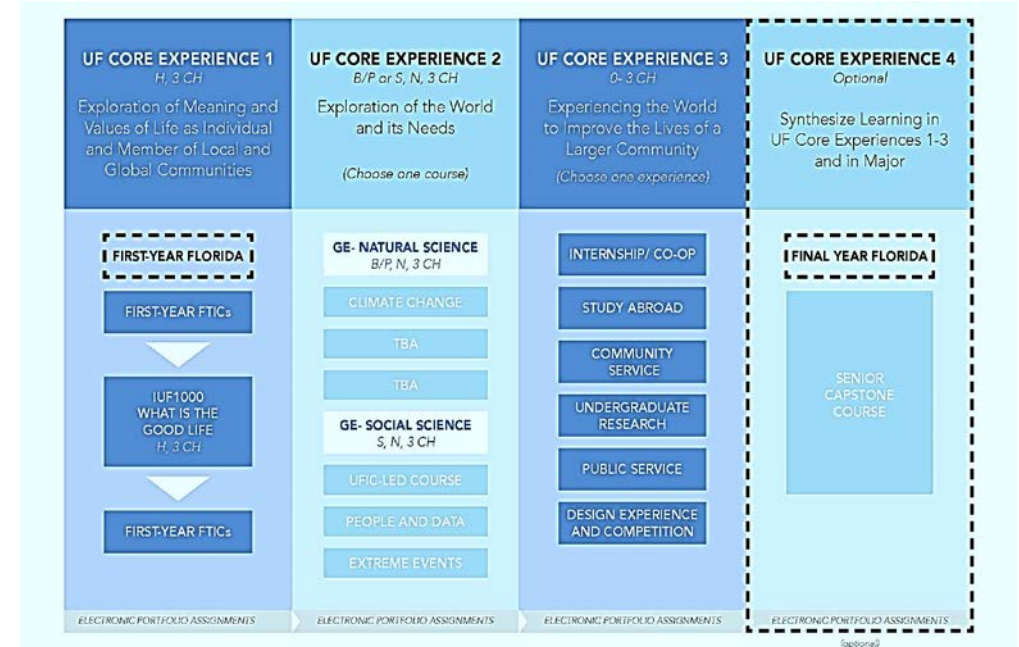 UF CORE EXPERIENCE 1
H, 3 CH
Exploration of Meaning and
Values of Life as Individual
and Member of Local and
Global Communities
FIRST-YEAR FLORIDA
FIRST-YEAR FTICs
IUF1000
WHAT IS THE
GOOD LIFE
H, 3 CH
FIRST-YEAR FTICs
ELECTRONIC PORTFOLIO ASSIGNMENTS
UF CORE EXPERIENCE 2
B/P or S, N, 3 CH
Exploration of the World
and its Needs
(Choose one course)
GE- NATURAL SCIENCE
B/P, N, 3 CH
CLIMATE CHANGE
TBA
TBA
GE- SOCIAL SCIENCE
S, N, 3 CH
UFIC-LED COURSE
PEOPLE AND DATA
EXTREME EVENTS
ELECTRONIC PORTFOLIO ASSIGNMENTS
UF CORE EXPERIENCE 3
0- 3 CH
Experiencing the World
to Improve the Lives of a
Larger Community
(Choose one experience)
INTERNSHIP/ CO-OP
STUDY ABROAD
COMMUNITY
SERVICE
UNDERGRADUATE
RESEARCH
PUBLIC SERVICE
DESIGN EXPERIENCE
AND COMPETITION
ELECTRONIC PORTFOLIO ASSIGNMENTS
UF CORE EXPERIENCE 4
Optional
Synthesize Learning in
UF Core Experiences 1-3
and in Major
FINAL YEAR FLORIDA
SENIOR
CAPSTONE
COURSE
ELECTRONIC PORTFOLIO ASSIGNMENTS
(optional)